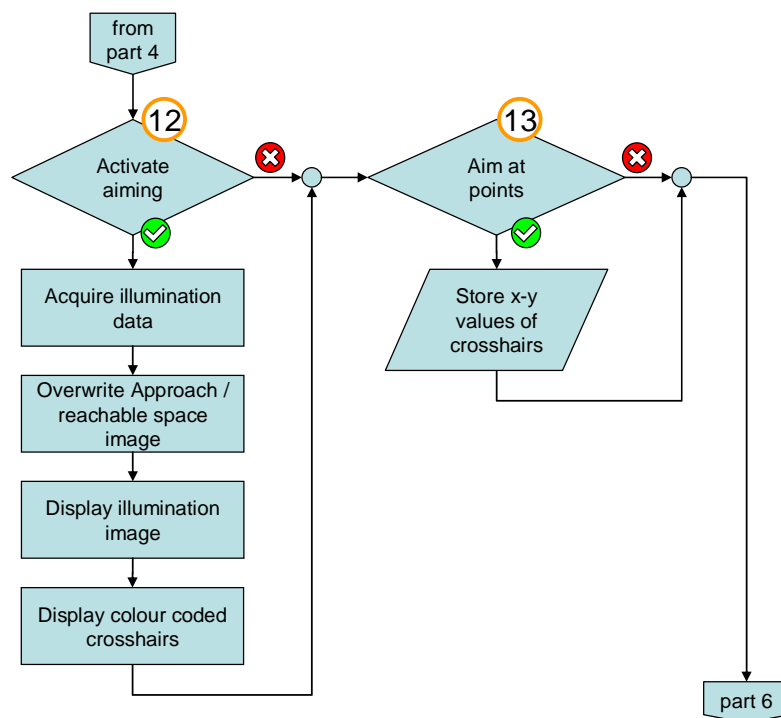 from
part 4
12
Activate
aiming
Acquire illumination
data
Overwrite Approach /
reachable space
image
Display illumination
image
Display colour coded
crosshairs
13
Aim at
points
Store x-y
values of
crosshairs
part 6